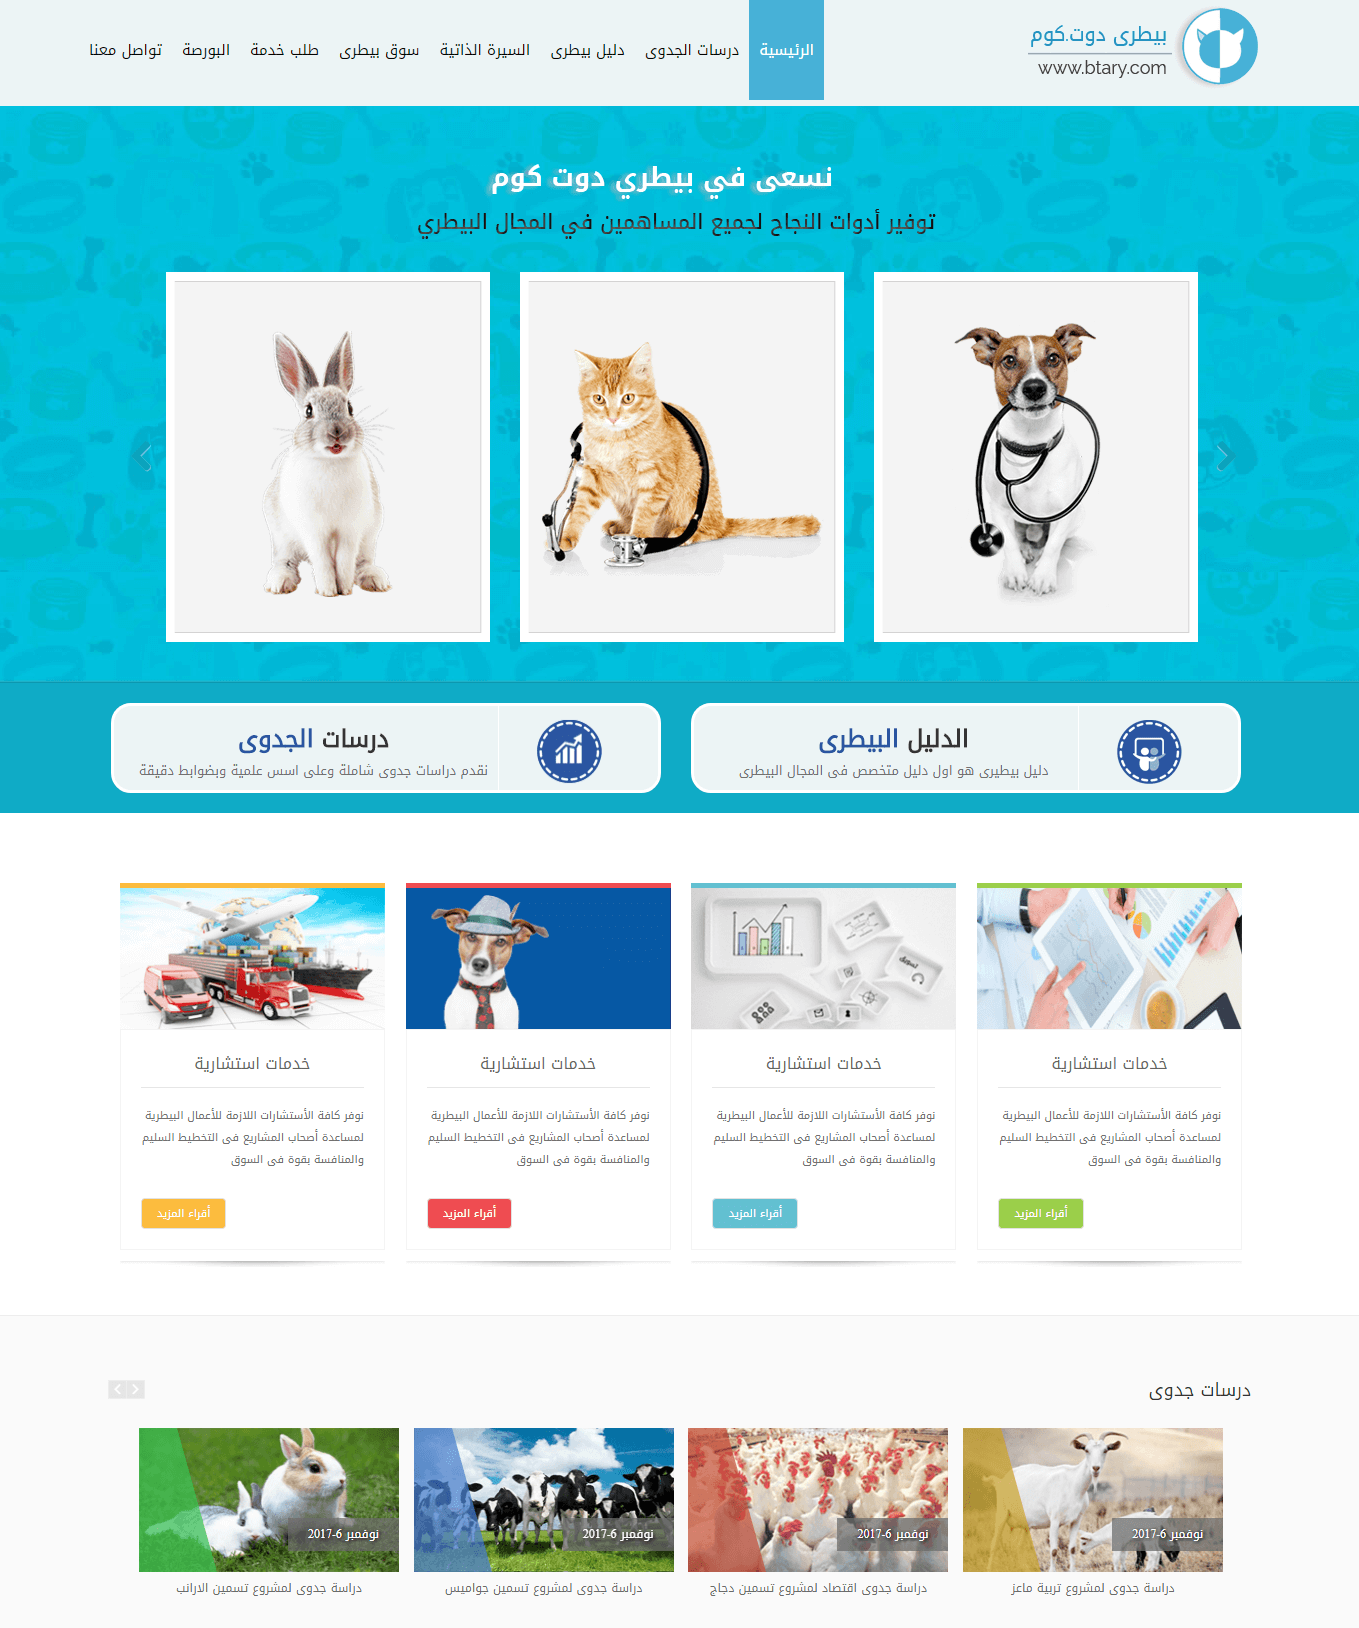 بيطرى دوت.كوم
www.btary.com
الرئيسية
درسات الجدوى
دليل بيطرى
السيرة الذاتية
سوق بيطرى
طلب خدمة
البورصة
تواصل معنا
نسعى في بيطري دوت كوم
توفير أدوات النجاح لجميع المساهمين في المجال البيطري
الدليل البيطرى
دليل بيطيرى هو اول دليل متخصص فى المجال البيطرى
درسات الجدوى
نقدم دراسات جدوى شاملة وعلى اسس علمية وبضوابط دقيقة
خدمات استشارية
نوفر كافة الأستشارات اللازمة للأعمال البيطرية
لمساعدة أصحاب المشاريع فى التخطيط السليم
والمنافسة بقوة فى السوق
أقراء المزيد
خدمات استشارية
نوفر كافة الأستشارات اللازمة للأعمال البيطرية
لمساعدة أصحاب المشاريع فى التخطيط السليم
والمنافسة بقوة فى السوق
أقراء المزيد
خدمات استشارية
نوفر كافة الأستشارات اللازمة للأعمال البيطرية
لمساعدة أصحاب المشاريع فى التخطيط السليم
والمنافسة بقوة فى السوق
أقراء المزيد
خدمات استشارية
نوفر كافة الأستشارات اللازمة للأعمال البيطرية
لمساعدة أصحاب المشاريع فى التخطيط السليم
والمنافسة بقوة فى السوق
أقراء المزيد
درسات جدوى
نوفمبر 6-2017
دراسة جدوى لمشروع تربية ماعز
نوفمبر 6-2017
دراسة جدوى اقتصاد لمشروع تسمين دجاج
نوفمبر 6-2017
دراسة جدوى لمشروع تسمين جواميس
نوفمبر 6-2017
دراسة جدوى لمشروع تسمين الارانب